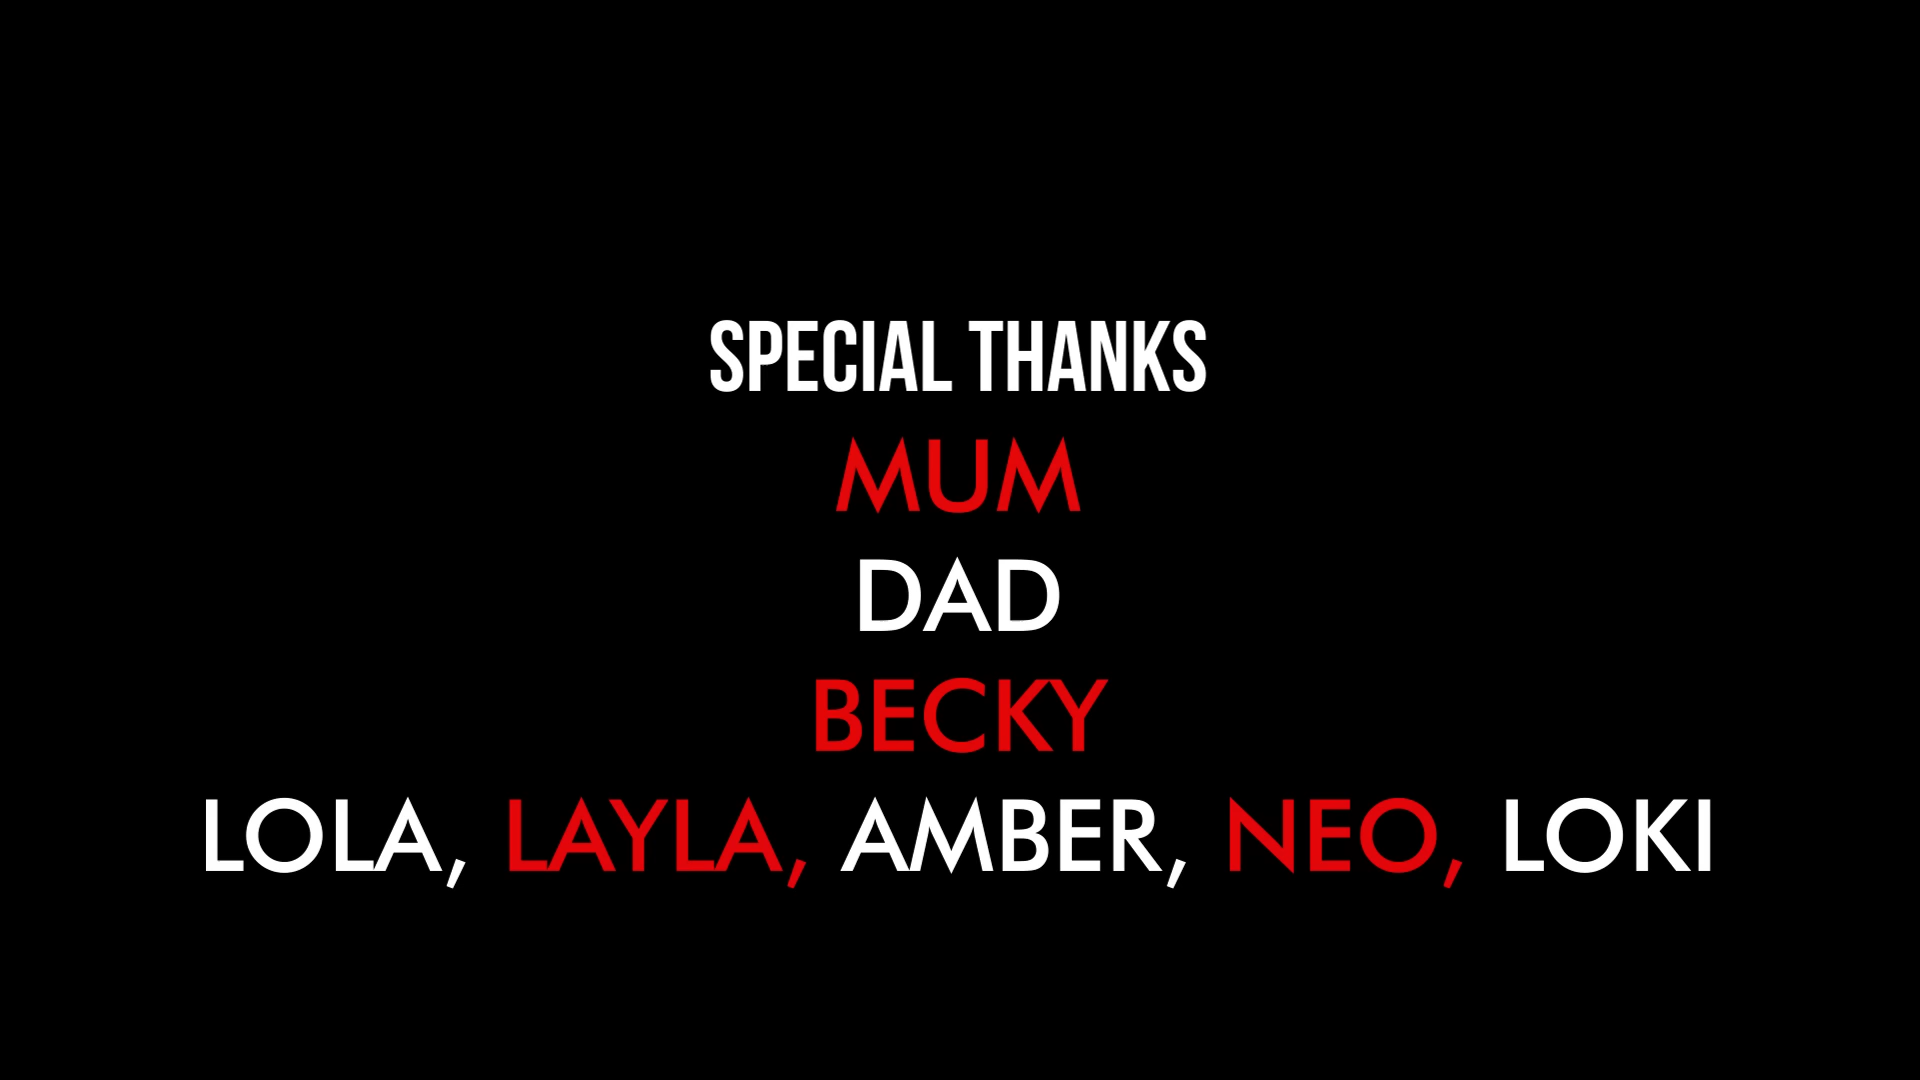 SPECIAL THANKS
MUM
DAD
BECKY
LOLA, LAYLA, AMBER, NEO, LOKI